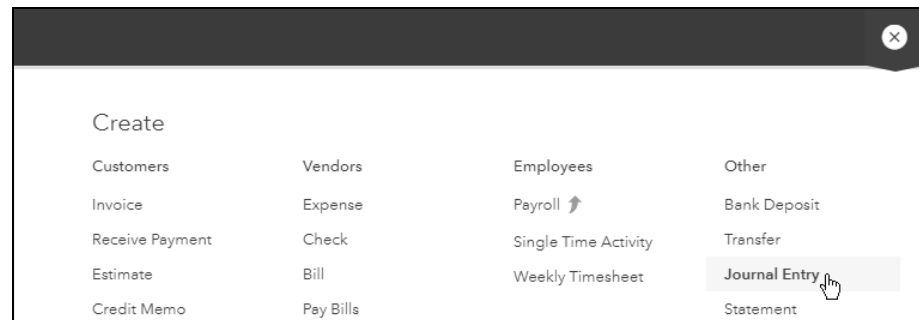 Create
Customers
Vendors
Employees
Other
Invoice
Expense
Payroll
Bank Deposit
Receive Payment
Check
Single Time Activity
Transfer
Estimate
Bill
Weekly Timesheet
Journal Entry
Credit Memo
Pay Bills
Statement